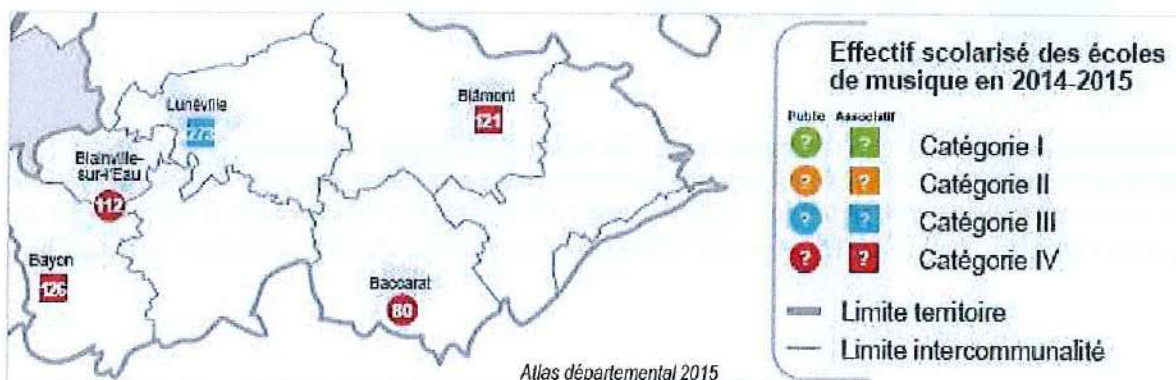 Lunéville
273
Blâmont
121
Blainville-
sur-l'Eau
112
Bayon
126
Baccarat
80
Atlas départemental 2015
Effectif scolarisé des écoles
de musique en 2014-2015
Public Associatif
? ? Catégorie I
? ? Catégorie II
? ? Catégorie III
? ? Catégorie IV
Limite territoire
Limite intercommunalité